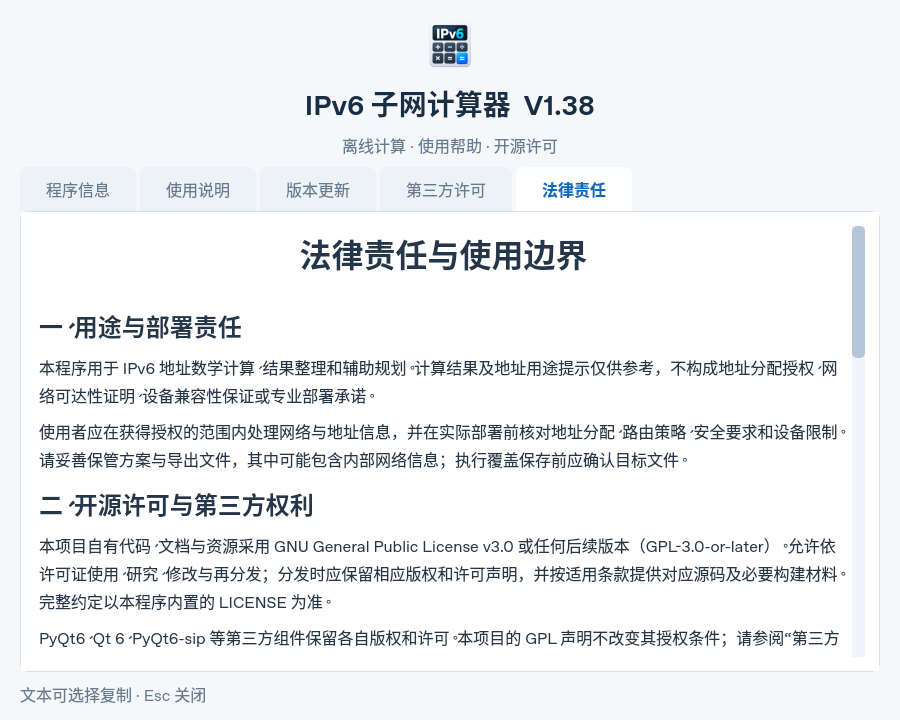 IPv6
IPv6 子网计算器 V1.38
离线计算 · 使用帮助 · 开源许可
程序信息
使用说明
版本更新
第三方许可
法律责任
法律责任与使用边界
一、用途与部署责任
本程序用于 IPv6 地址数学计算、结果整理和辅助规划。计算结果及地址用途提示仅供参考，不构成地址分配授权、网
络可达性证明、设备兼容性保证或专业部署承诺。
使用者应在获得授权的范围内处理网络与地址信息，并在实际部署前核对地址分配、路由策略、安全要求和设备限制。
请妥善保管方案与导出文件，其中可能包含内部网络信息；执行覆盖保存前应确认目标文件。
二、开源许可与第三方权利
本项目自有代码、文档与资源采用 GNU General Public License v3.0 或任何后续版本（GPL-3.0-or-later）。允许依
许可证使用、研究、修改与再分发；分发时应保留相应版权和许可声明，并按适用条款提供对应源码及必要构建材料。
完整约定以本程序内置的 LICENSE 为准。
PyQt6、Qt 6、PyQt6-sip 等第三方组件保留各自版权和许可。本项目的 GPL 声明不改变其授权条件；请参阅“第三方
文本可选择复制 · Esc 关闭